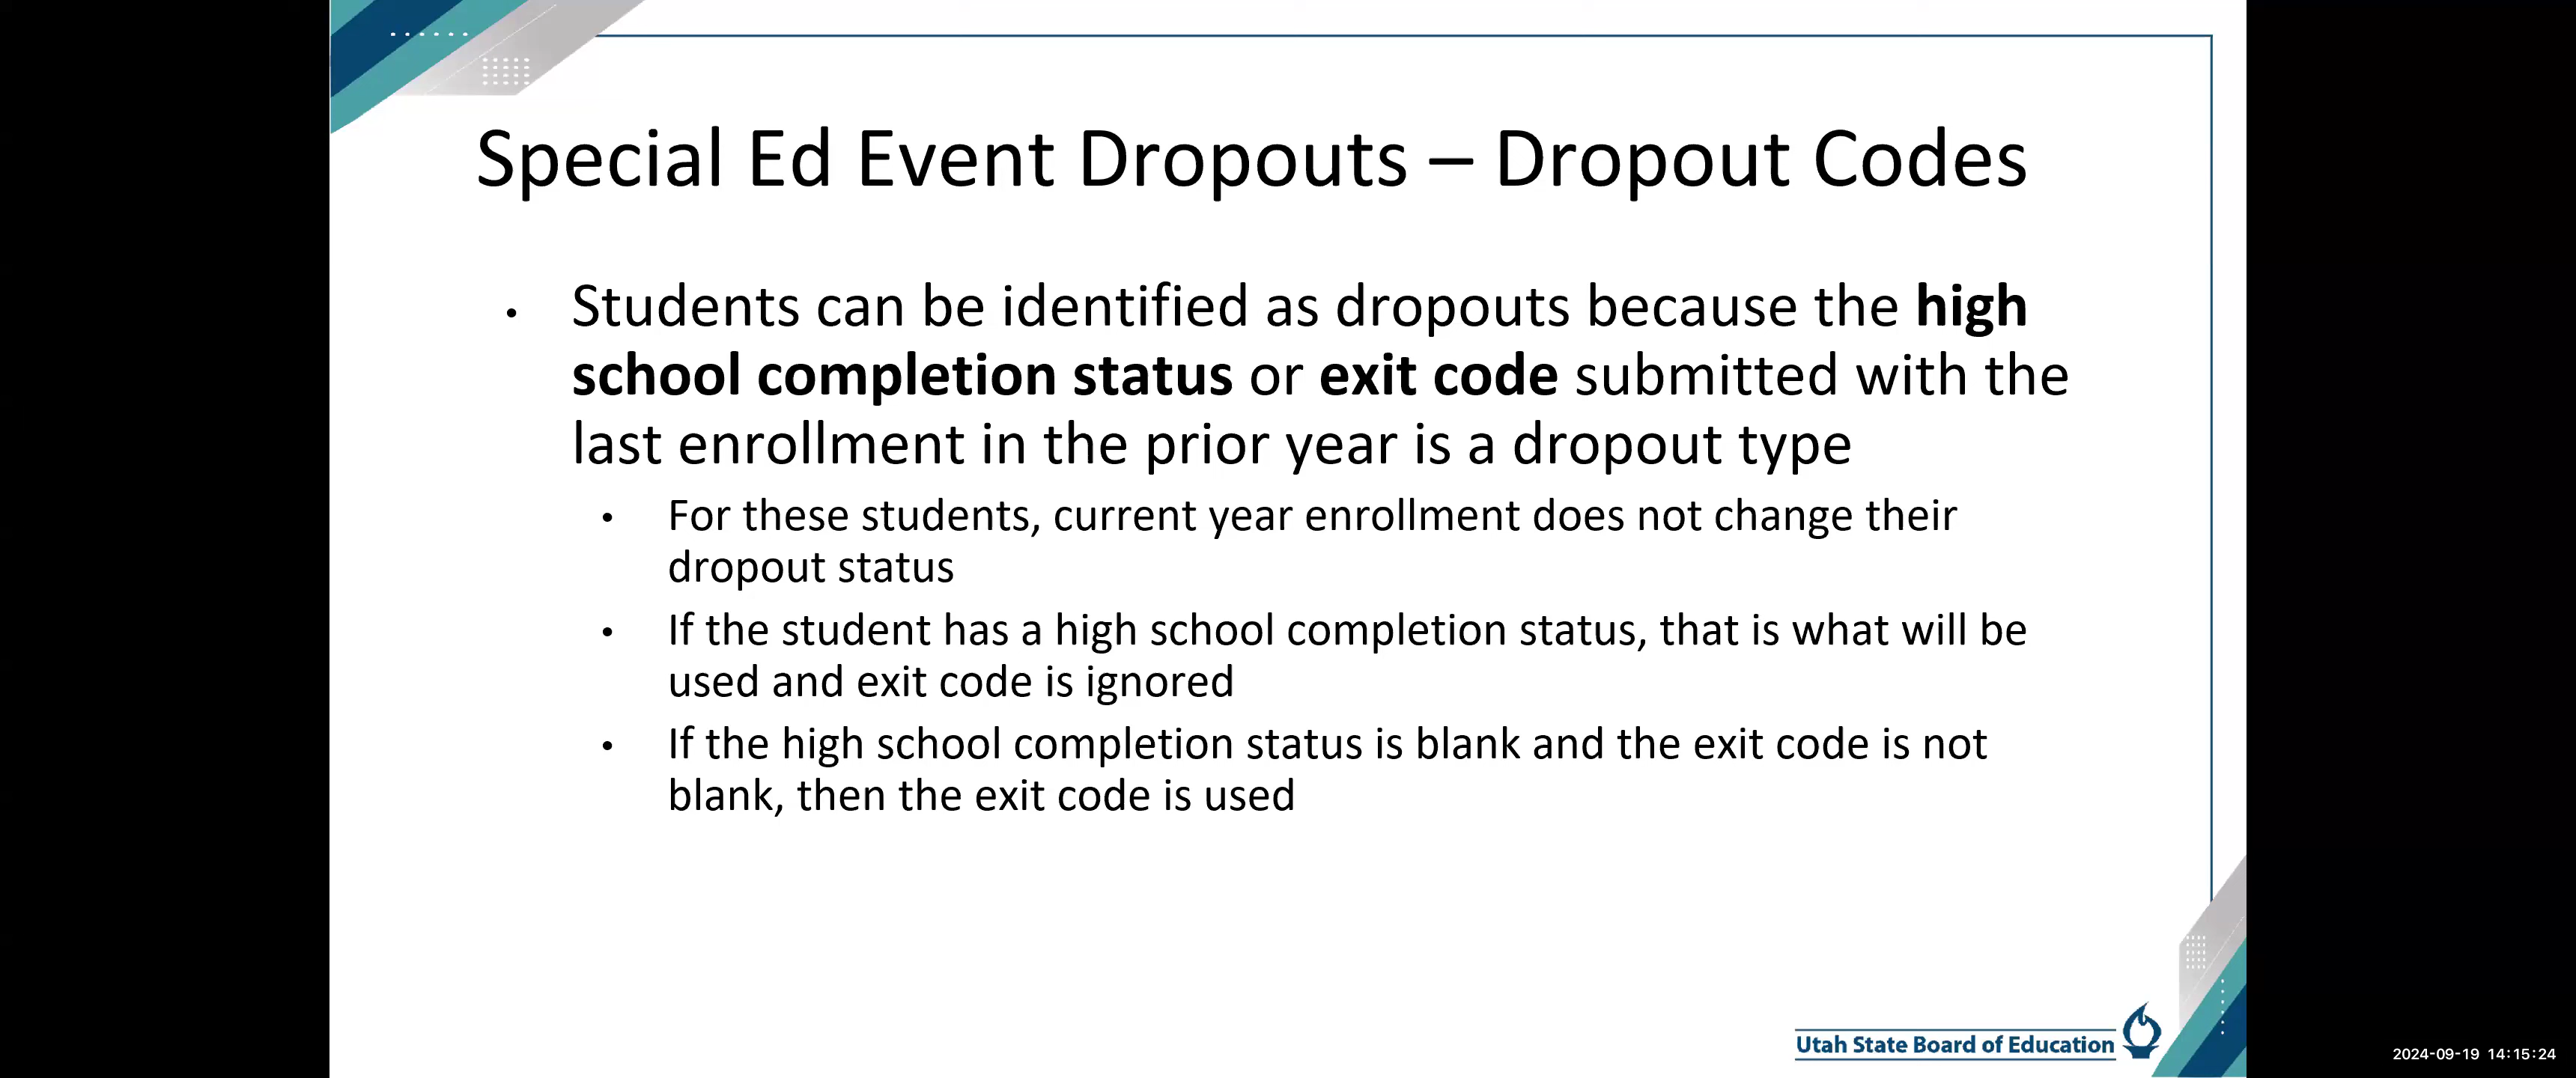 Special Ed Event Dropouts – Dropout Codes
• Students can be identified as dropouts because the high
school completion status or exit code submitted with the
last enrollment in the prior year is a dropout type
• For these students, current year enrollment does not change their
dropout status
• If the student has a high school completion status, that is what will be
used and exit code is ignored
• If the high school completion status is blank and the exit code is not
blank, then the exit code is used
Utah State Board of Education
2024-09-19 14:15:24